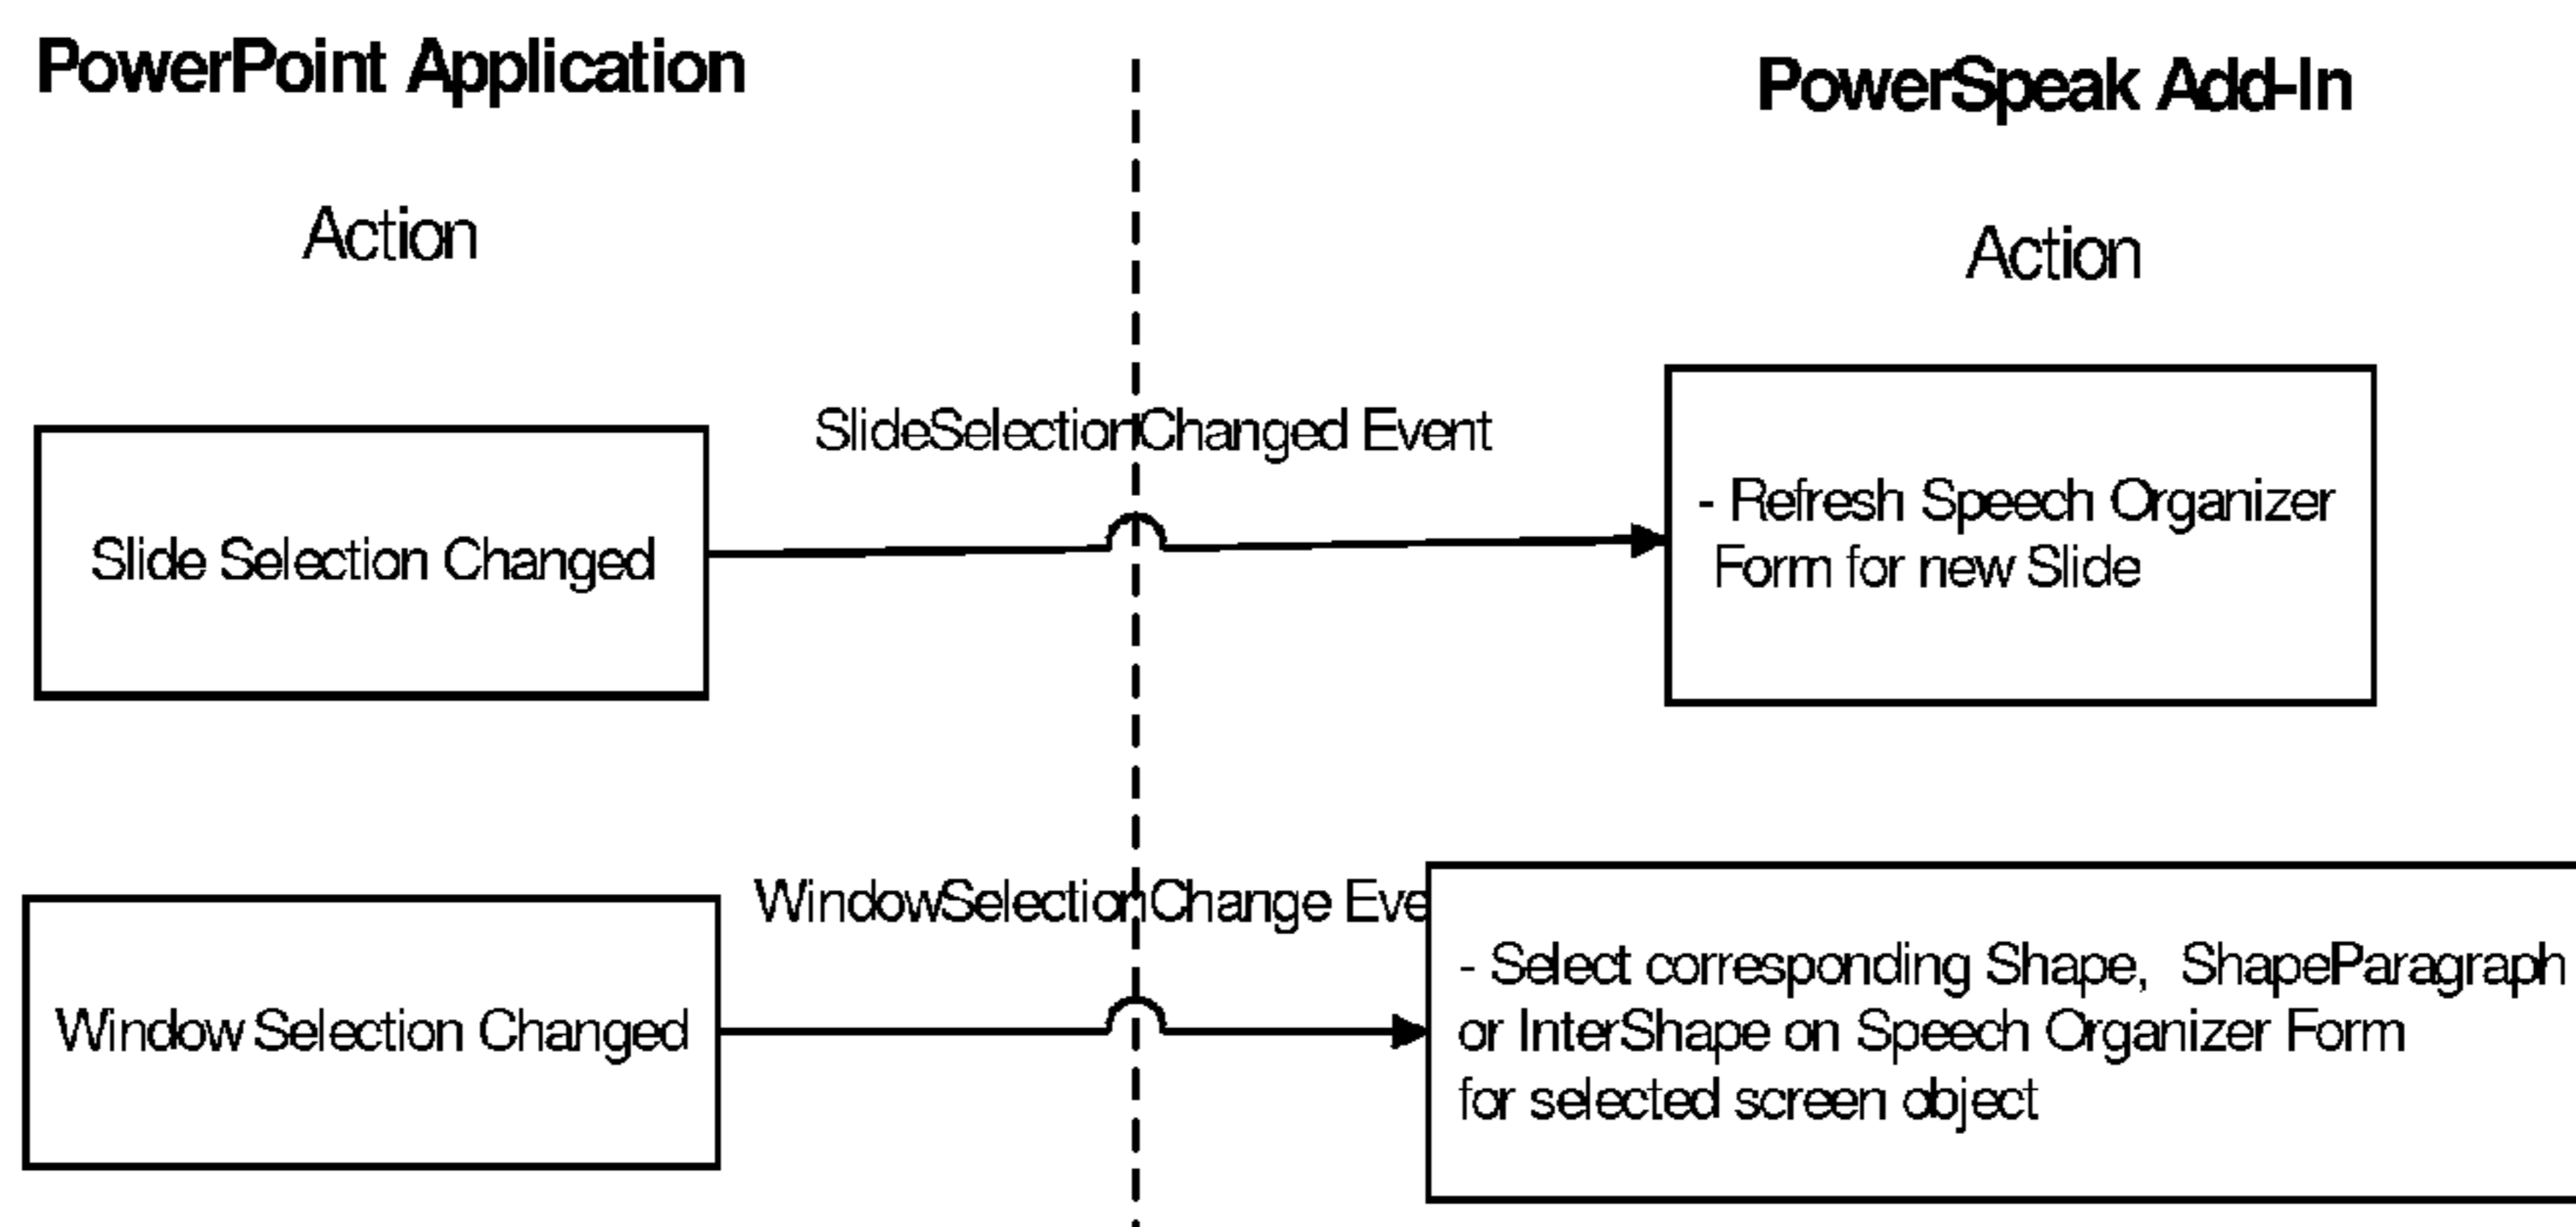 PowerPoint Application
PowerSpeak Add-In
Action
Action
SlideSelectionChanged Event
Slide Selection Changed
- Refresh Speech Organizer
Form for new Slide
WindowSelectionChange Eve
Window Selection Changed
- Select corresponding Shape, ShapeParagraph
or InterShape on Speech Organizer Form
for selected screen object